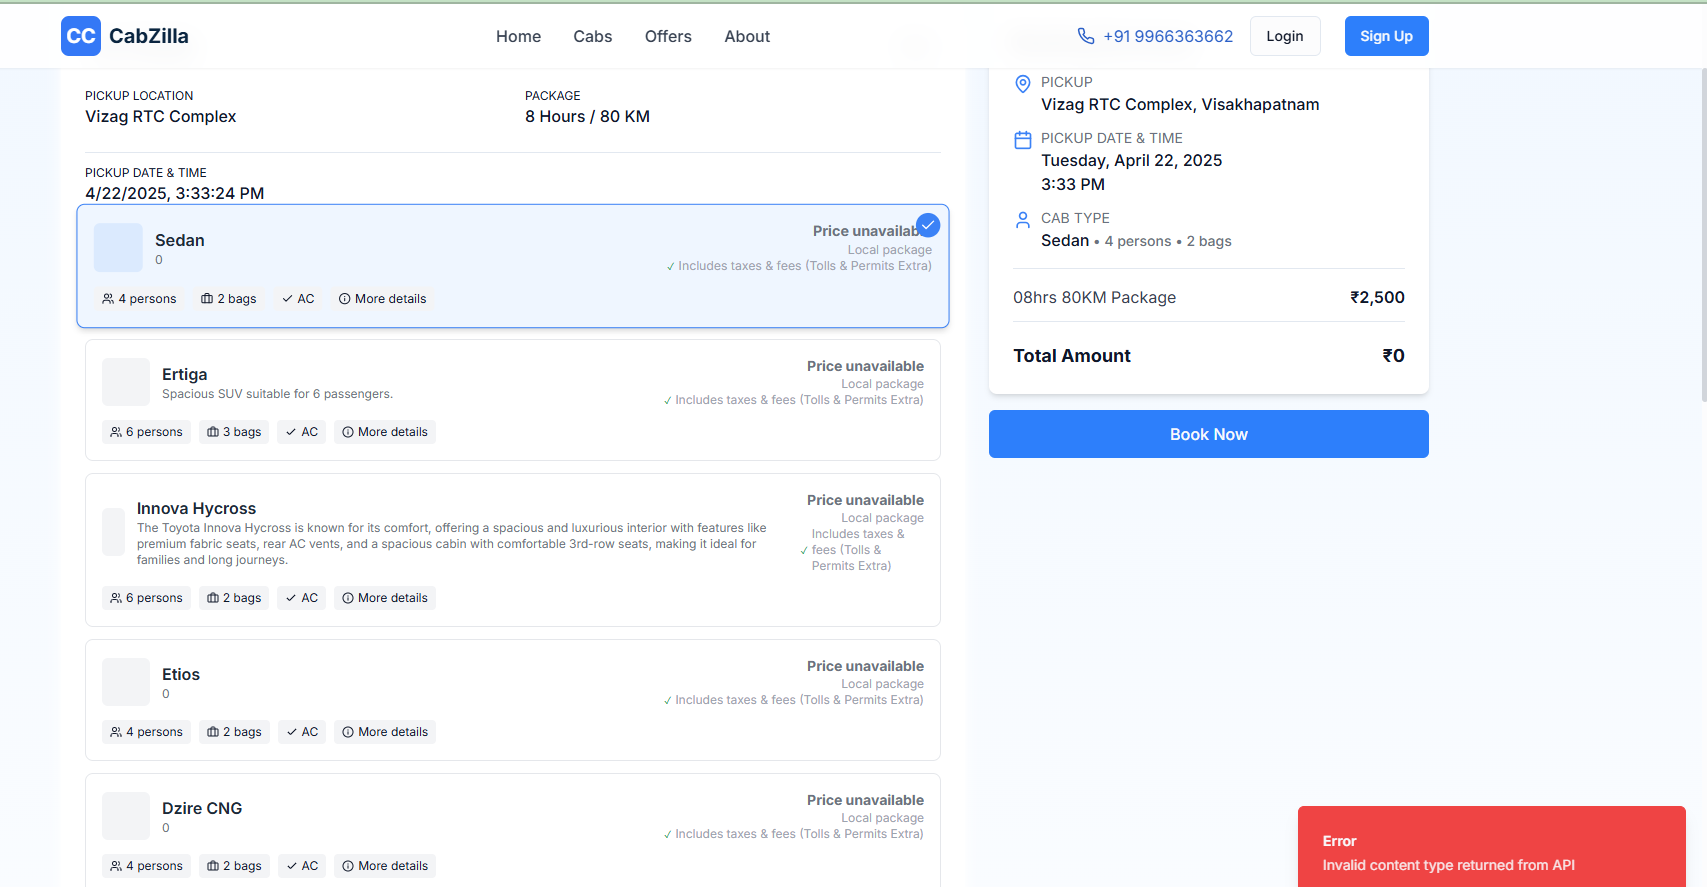 CC CabZilla
Home Cabs Offers About
+91 9966363662 Login Sign Up
PICKUP LOCATION
Vizag RTC Complex
PACKAGE
8 Hours / 80 KM
PICKUP DATE & TIME
4/22/2025, 3:33:24 PM
Sedan
0
Price unavailab
Local package
✓ Includes taxes & fees (Tolls & Permits Extra)
4 persons 2 bags AC More details
Ertiga
Spacious SUV suitable for 6 passengers.
Price unavailable
Local package
✓ Includes taxes & fees (Tolls & Permits Extra)
6 persons 3 bags AC More details
Innova Hycross
The Toyota Innova Hycross is known for its comfort, offering a spacious and luxurious interior with features like
premium fabric seats, rear AC vents, and a spacious cabin with comfortable 3rd-row seats, making it ideal for
families and long journeys.
Price unavailable
Local package
Includes taxes &
✓ fees (Tolls &
Permits Extra)
6 persons 2 bags AC More details
Etios
0
Price unavailable
Local package
✓ Includes taxes & fees (Tolls & Permits Extra)
4 persons 2 bags AC More details
Dzire CNG
0
Price unavailable
Local package
✓ Includes taxes & fees (Tolls & Permits Extra)
4 persons 2 bags AC More details
PICKUP
Vizag RTC Complex, Visakhapatnam
PICKUP DATE & TIME
Tuesday, April 22, 2025
3:33 PM
CAB TYPE
Sedan • 4 persons • 2 bags
08hrs 80KM Package ₹2,500
Total Amount ₹0
Book Now
Error
Invalid content type returned from API